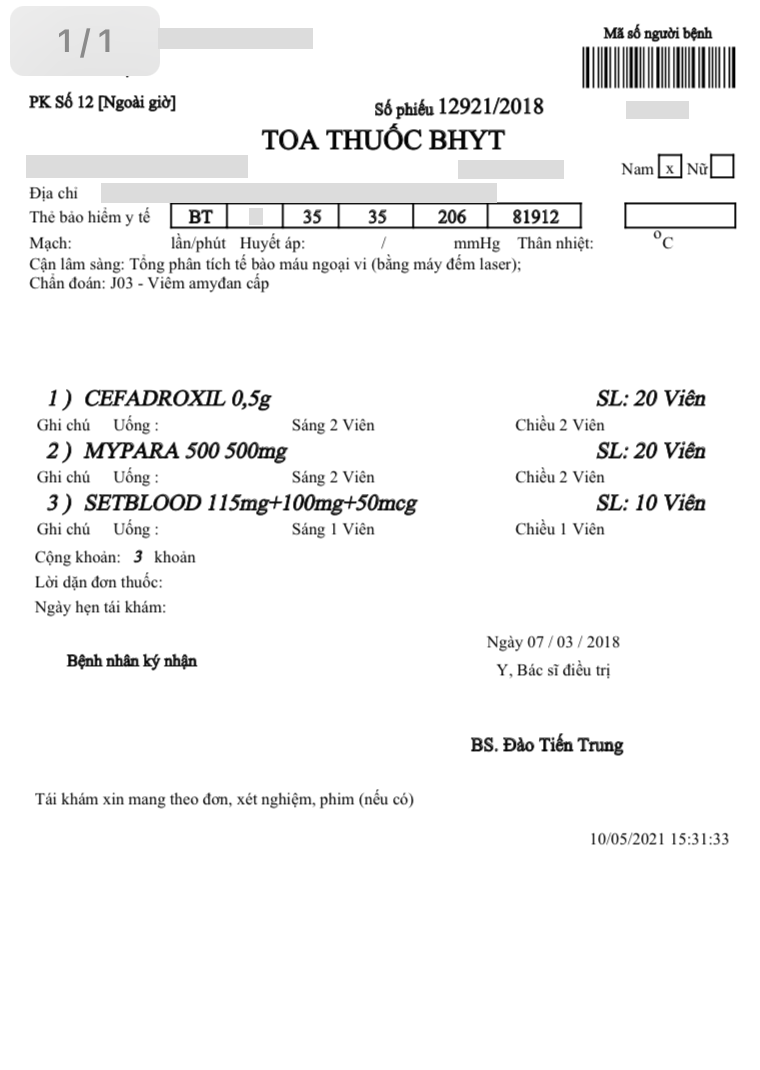 1/1
Mã số người bệnh
PK Số 12 [Ngoài giờ]
Số phiếu 12921/2018
TOA THUỐC BHYT
Nam x Nữ
Địa chỉ
Thẻ bảo hiểm y tế BT 35 35 206 81912
Mạch: lần/phút Huyết áp: / mmHg Thân nhiệt: °C
Cận lâm sàng: Tổng phân tích tế bào máu ngoại vi (bằng máy đếm laser);
Chẩn đoán: J03 - Viêm amyđan cấp
1 ) CEFADROXIL 0,5g SL: 20 Viên
Ghi chú Uống : Sáng 2 Viên Chiều 2 Viên
2 ) MYPARA 500 500mg SL: 20 Viên
Ghi chú Uống : Sáng 2 Viên Chiều 2 Viên
3 ) SETBLOOD 115mg+100mg+50mcg SL: 10 Viên
Ghi chú Uống : Sáng 1 Viên Chiều 1 Viên
Cộng khoản: 3 khoản
Lời dặn đơn thuốc:
Ngày hẹn tái khám:
Ngày 07 / 03 / 2018
Bệnh nhân ký nhận
Y, Bác sĩ điều trị
BS. Đào Tiến Trung
Tái khám xin mang theo đơn, xét nghiệm, phim (nếu có)
10/05/2021 15:31:33